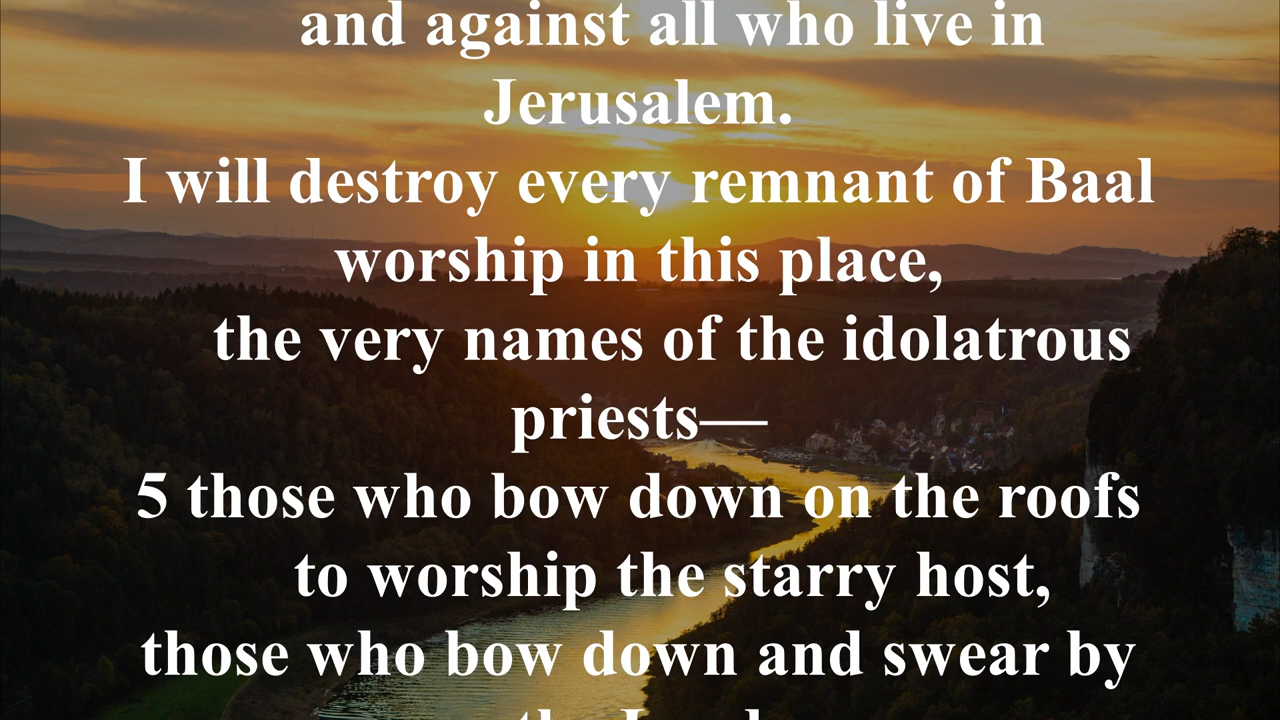 and against all who live in
Jerusalem.
I will destroy every remnant of Baal
worship in this place,
the very names of the idolatrous
priests—
5 those who bow down on the roofs
to worship the starry host,
those who bow down and swear by